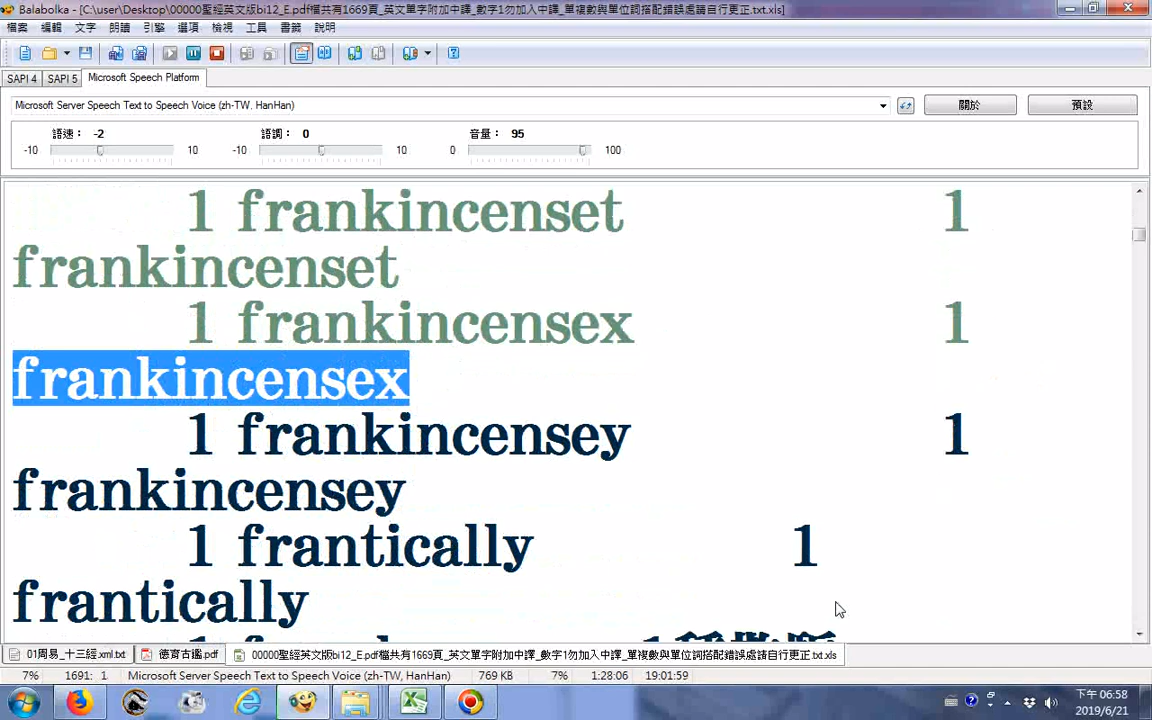 Balabolka - [C:\user\Desktop\00000聖經英文版bi12_E.pdf檔共有1669頁_英文單字附加中譯_數字1勿加入中譯_單複數與單位詞搭配錯誤處請自行更正.txt.xls]
檔案 編輯 文字 朗讀 引擎 選項 檢視 工具 書籤 說明
SAPI 4 SAPI 5 Microsoft Speech Platform
Microsoft Server Speech Text to Speech Voice (zh-TW, HanHan) 關於 預設
語速： -2 語調： 0 音量： 95
-10 10 -10 10 0 100
1 frankincenset 1
frankincenset
1 frankincensex 1
frankincensex
1 frankincensey 1
frankincensey
1 frantically 1
frantically
01周易_十三經.xml.txt 德育古鑑.pdf 00000聖經英文版bi12_E.pdf檔共有1669頁_英文單字附加中譯_數字1勿加入中譯_單複數與單位詞搭配錯誤處請自行更正.txt.xls
7% 1691: 1 Microsoft Server Speech Text to Speech Voice (zh-TW, HanHan) 769 KB 7% 1:28:06 19:01:59
下午 06:58
2019/6/21